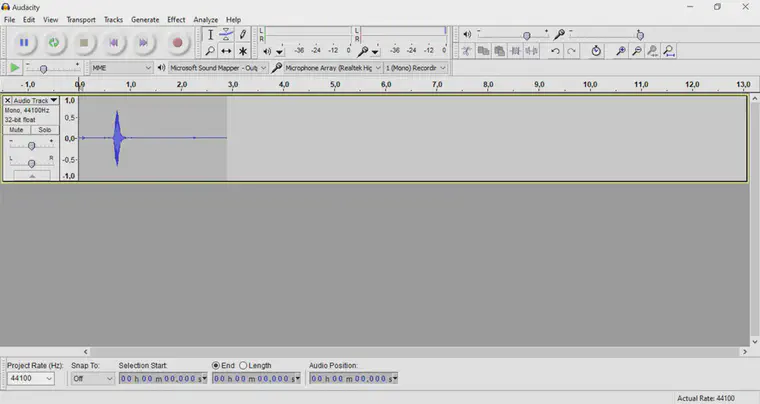 Audacity
File Edit View Transport Tracks Generate Effect Analyze Help
L
R
-36 -24 -12 0
L
R
-36 -24 -12 0
MME
Microsoft Sound Mapper - Outp
Microphone Array (Realtek Hig
1 (Mono) Recordin
-1,0 0,0 1,0 2,0 3,0 4,0 5,0 6,0 7,0 8,0 9,0 10,0 11,0 12,0 13,0
Audio Track
Mono, 44100Hz
32-bit float
Mute Solo
L R
1,0
0,5
0,0
-0,5
-1,0
Project Rate (Hz): Snap To: Selection Start: End Length Audio Position:
44100 Off 00 h 00 m 00,000 s 00 h 00 m 00,000 s 00 h 00 m 00,000 s
Actual Rate: 44100